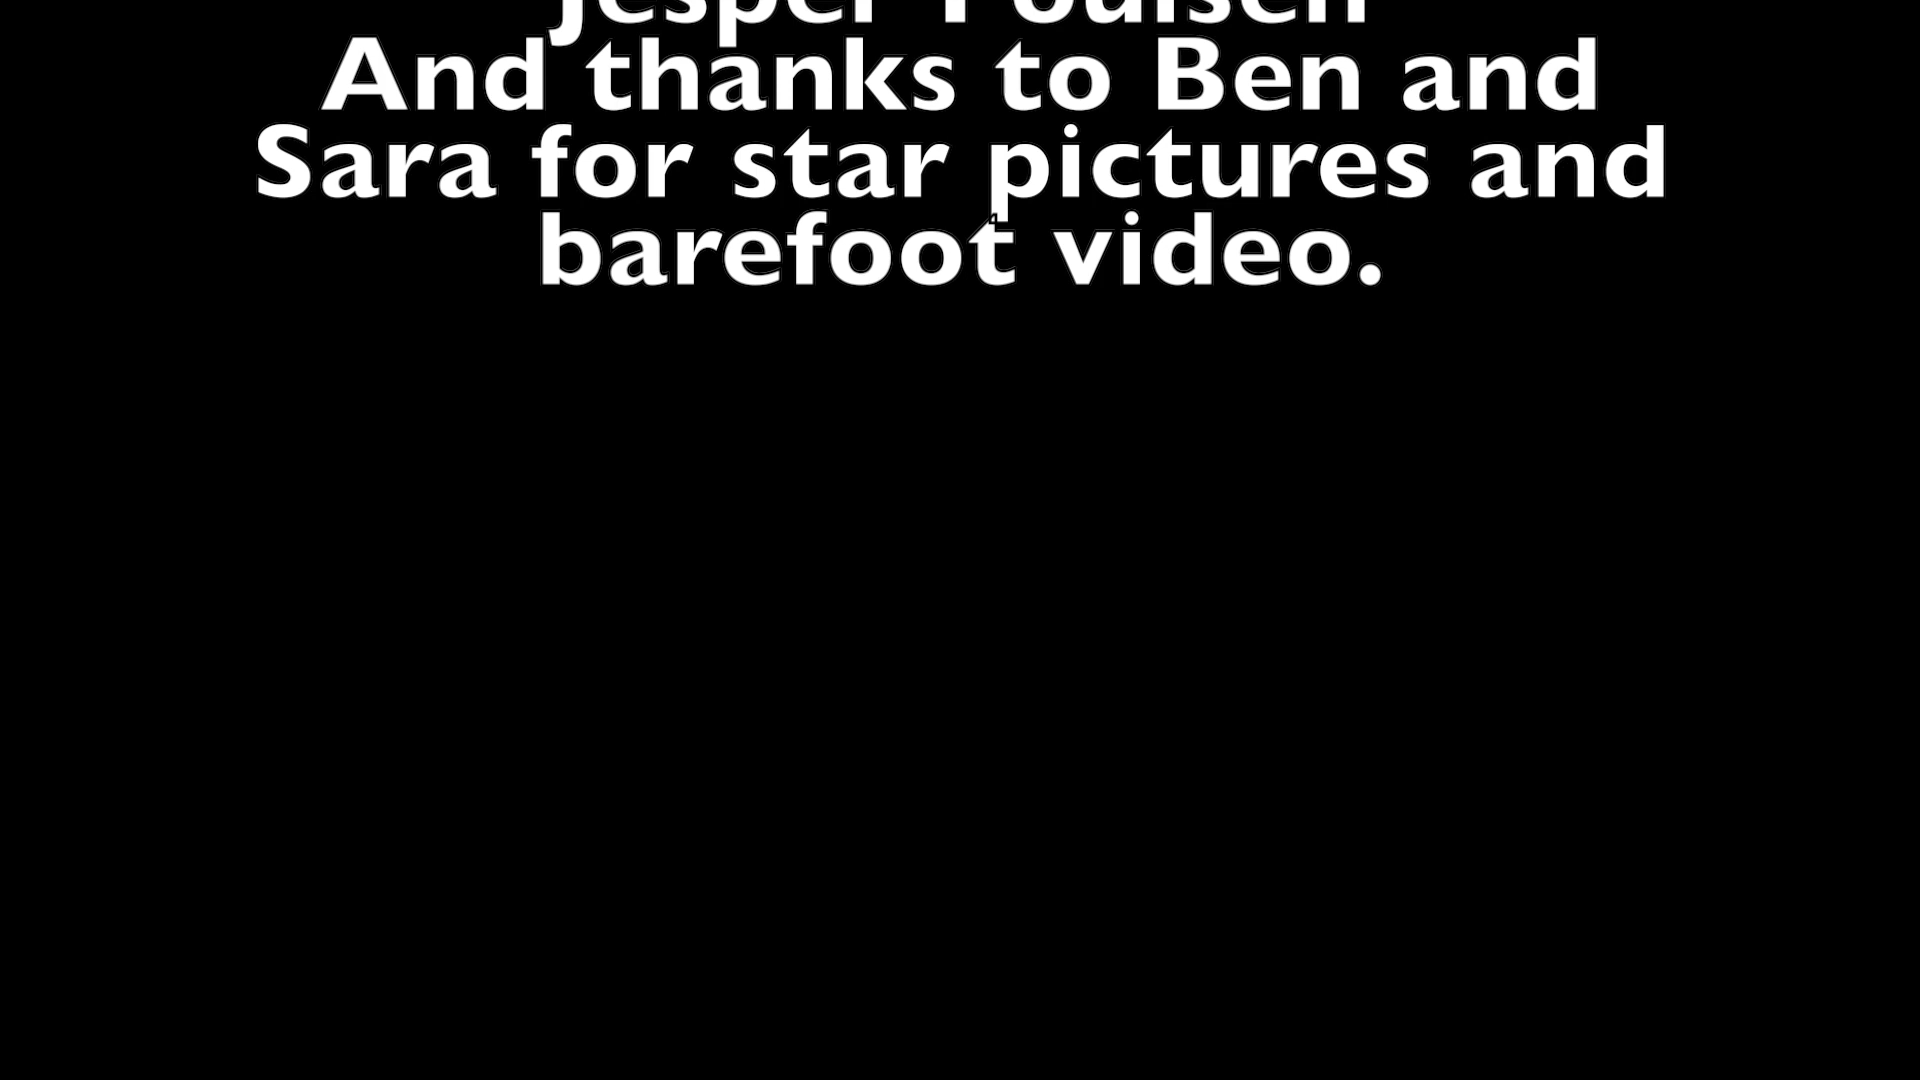 Jesper Poulsen
And thanks to Ben and
Sara for star pictures and
barefoot video.